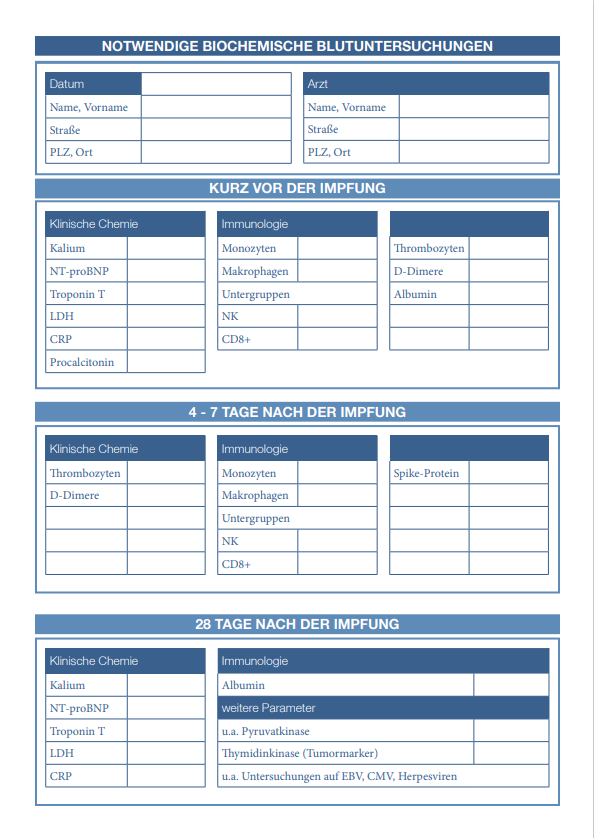 NOTWENDIGE BIOCHEMISCHE BLUTUNTERSUCHUNGEN
Datum
Name, Vorname
Straße
PLZ, Ort
Arzt
Name, Vorname
Straße
PLZ, Ort
KURZ VOR DER IMPFUNG
Klinische Chemie
Kalium
NT-proBNP
Troponin T
LDH
CRP
Procalcitonin
Immunologie
Monozyten
Makrophagen
Untergruppen
NK
CD8+
Thrombozyten
D-Dimere
Albumin
4 - 7 TAGE NACH DER IMPFUNG
Klinische Chemie
Thrombozyten
D-Dimere
Immunologie
Monozyten
Makrophagen
Untergruppen
NK
CD8+
Spike-Protein
28 TAGE NACH DER IMPFUNG
Klinische Chemie
Kalium
NT-proBNP
Troponin T
LDH
CRP
Immunologie
Albumin
weitere Parameter
u.a. Pyruvatkinase
Thymidinkinase (Tumormarker)
u.a. Untersuchungen auf EBV, CMV, Herpesviren